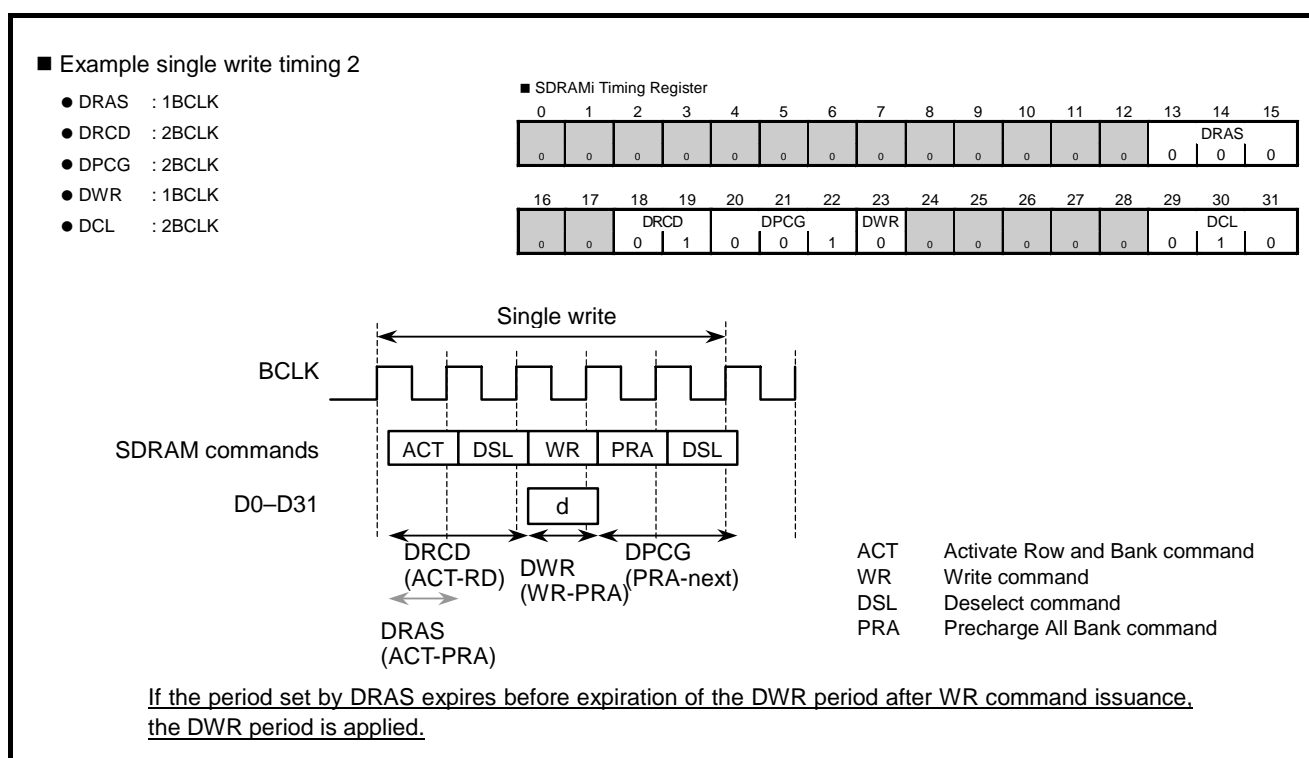 ■ Example single write timing 2
● DRAS : 1BCLK
● DRCD : 2BCLK
● DPCG : 2BCLK
● DWR : 1BCLK
● DCL : 2BCLK
■ SDRAMi Timing Register
0 1 2 3 4 5 6 7 8 9 10 11 12 13 14 15
DRAS
0 0 0 0 0 0 0 0 0 0 0 0 0 0 0 0
16 17 18 19 20 21 22 23 24 25 26 27 28 29 30 31
DRCD DPCG DWR DCL
0 0 0 1 0 0 1 0 0 0 0 0 0 0 1 0
Single write
BCLK
SDRAM commands ACT DSL WR PRA DSL
D0–D31 d
DRCD
(ACT-RD)
DWR
(WR-PRA)
DPCG
(PRA-next)
DRAS
(ACT-PRA)
ACT Activate Row and Bank command
WR Write command
DSL Deselect command
PRA Precharge All Bank command
If the period set by DRAS expires before expiration of the DWR period after WR command issuance,
the DWR period is applied.